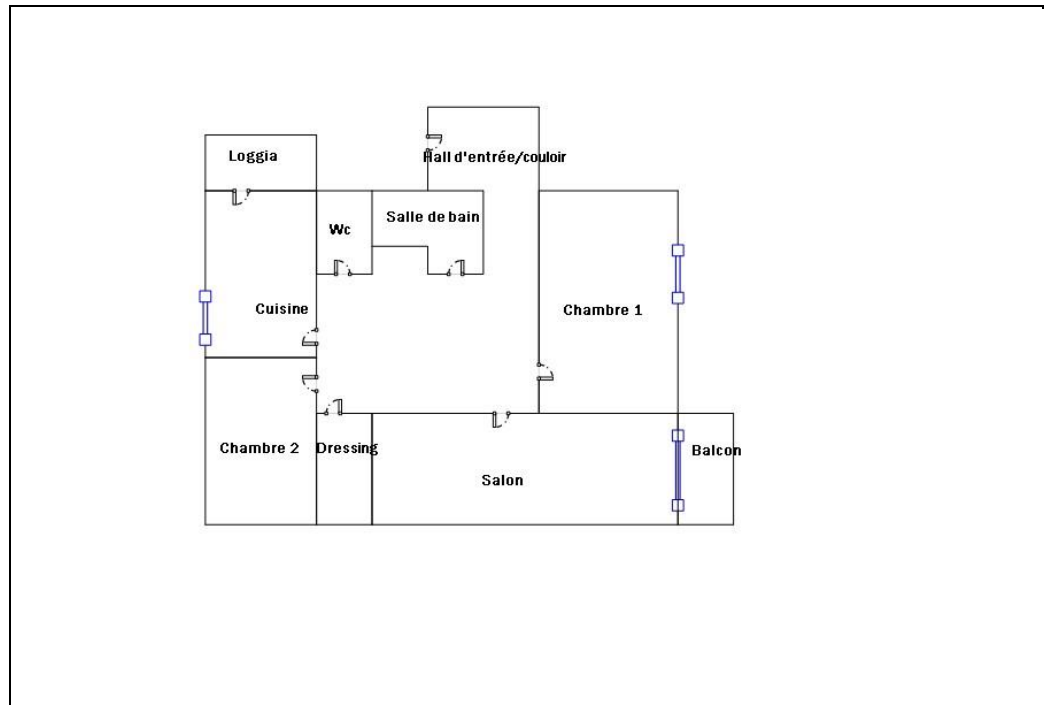 Loggia
Hall d'entrée/couloir
Wc
Salle de bain
Cuisine
Chambre 1
Chambre 2
Dressing
Salon
Balcon